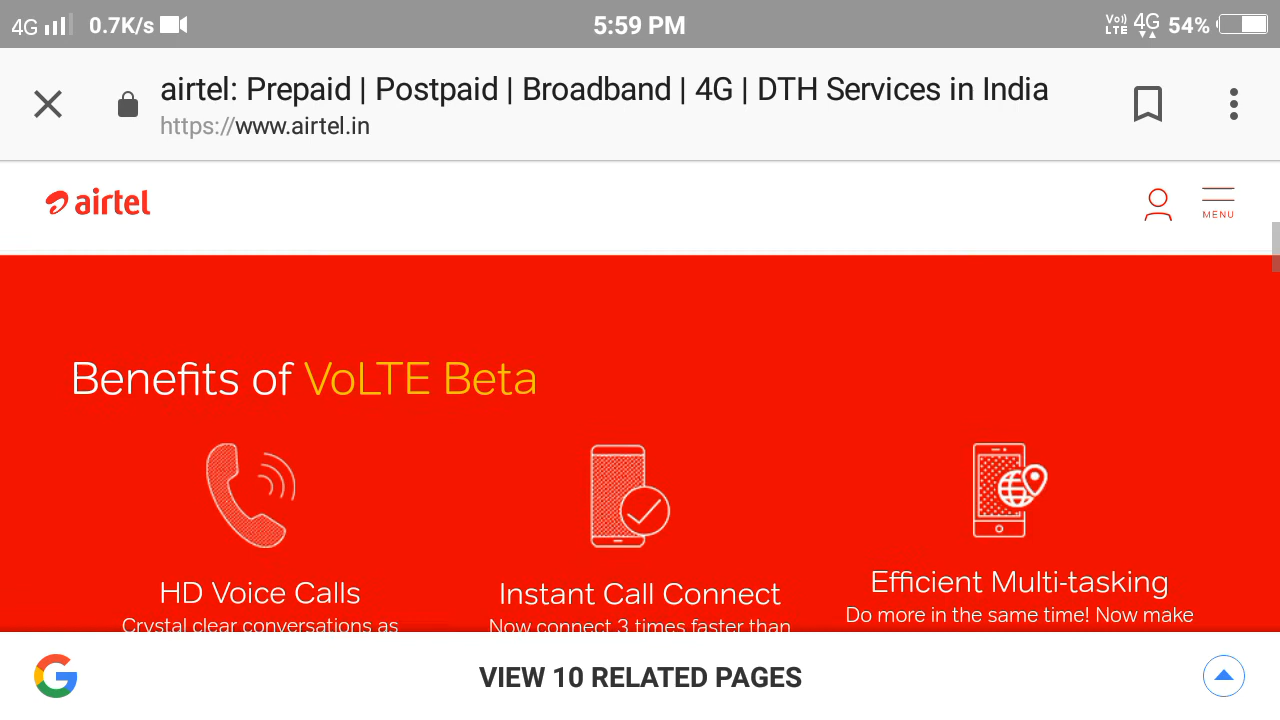 4G 0.7K/s 5:59 PM Vo)) LTE 4G 54%
airtel: Prepaid | Postpaid | Broadband | 4G | DTH Services in India
https://www.airtel.in
airtel
MENU
Benefits of VoLTE Beta
HD Voice Calls
Crystal clear conversations as
Instant Call Connect
Now connect 3 times faster than
Efficient Multi-tasking
Do more in the same time! Now make
VIEW 10 RELATED PAGES